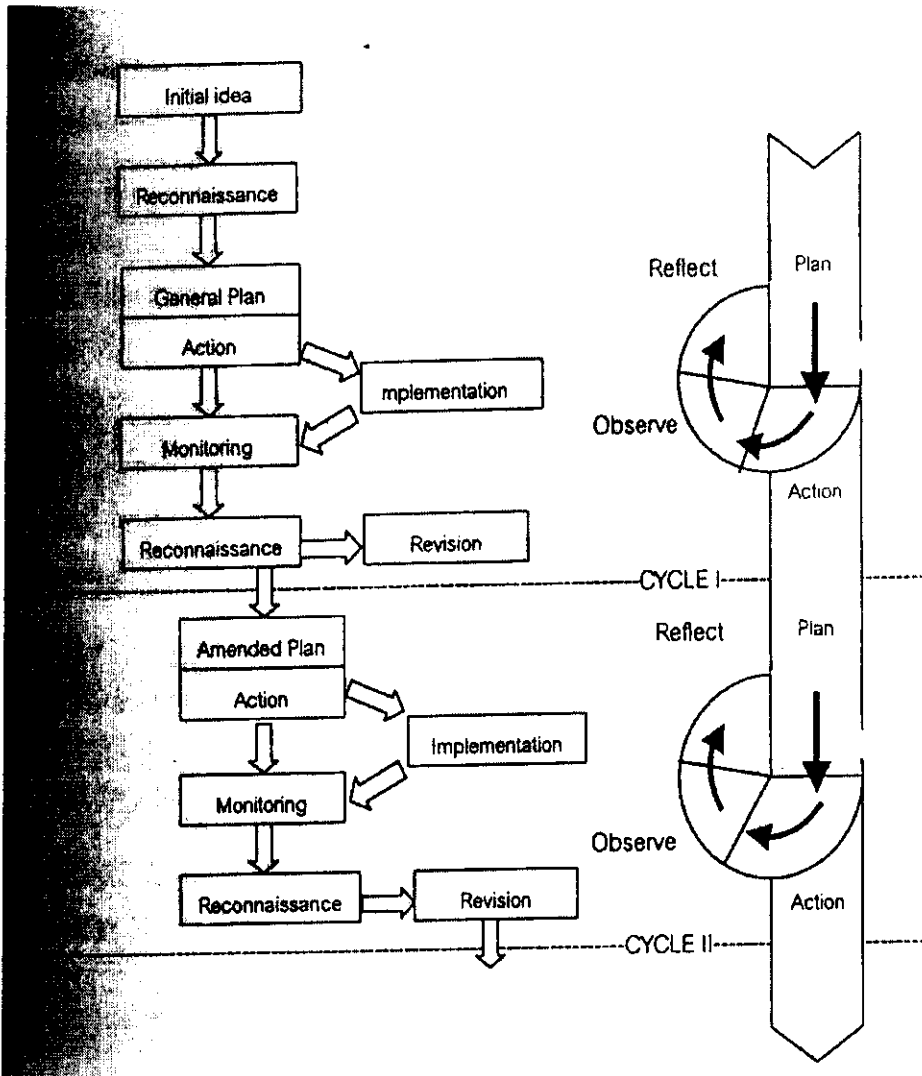 Initial idea
Reconnaissance
General Plan
Action
mplementation
Monitoring
Reconnaissance
Revision
CYCLE I
Amended Plan
Action
Implementation
Monitoring
Reconnaissance
Revision
CYCLE II
Reflect
Plan
Observe
Action
Reflect
Plan
Observe
Action